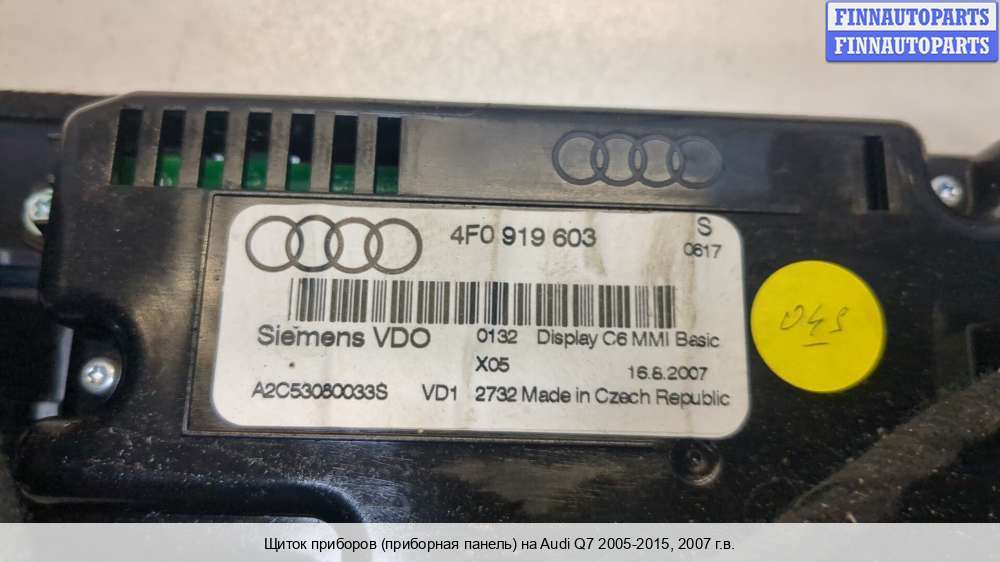 FINNAUTOPARTS
FINNAUTOPARTS
4F0 919 603
S
0617
Siemens VDO
0132 Display C6 MMI Basic
X05
16.8.2007
A2C53080033S
VD1 2732 Made in Czech Republic
Щиток приборов (приборная панель) на Audi Q7 2005-2015, 2007 г.в.